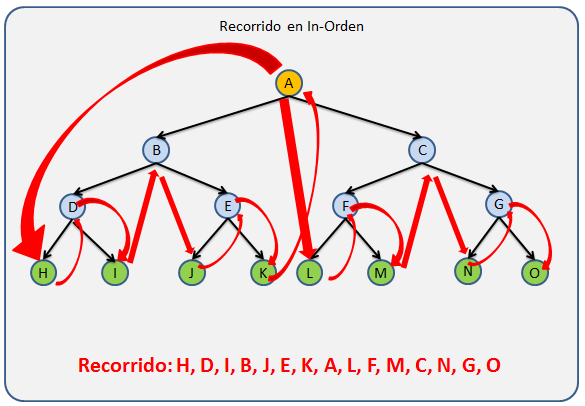 Recorrido en In-Orden
A
B
C
D
E
F
G
H
I
J
K
L
M
N
O
Recorrido: H, D, I, B, J, E, K, A, L, F, M, C, N, G, O